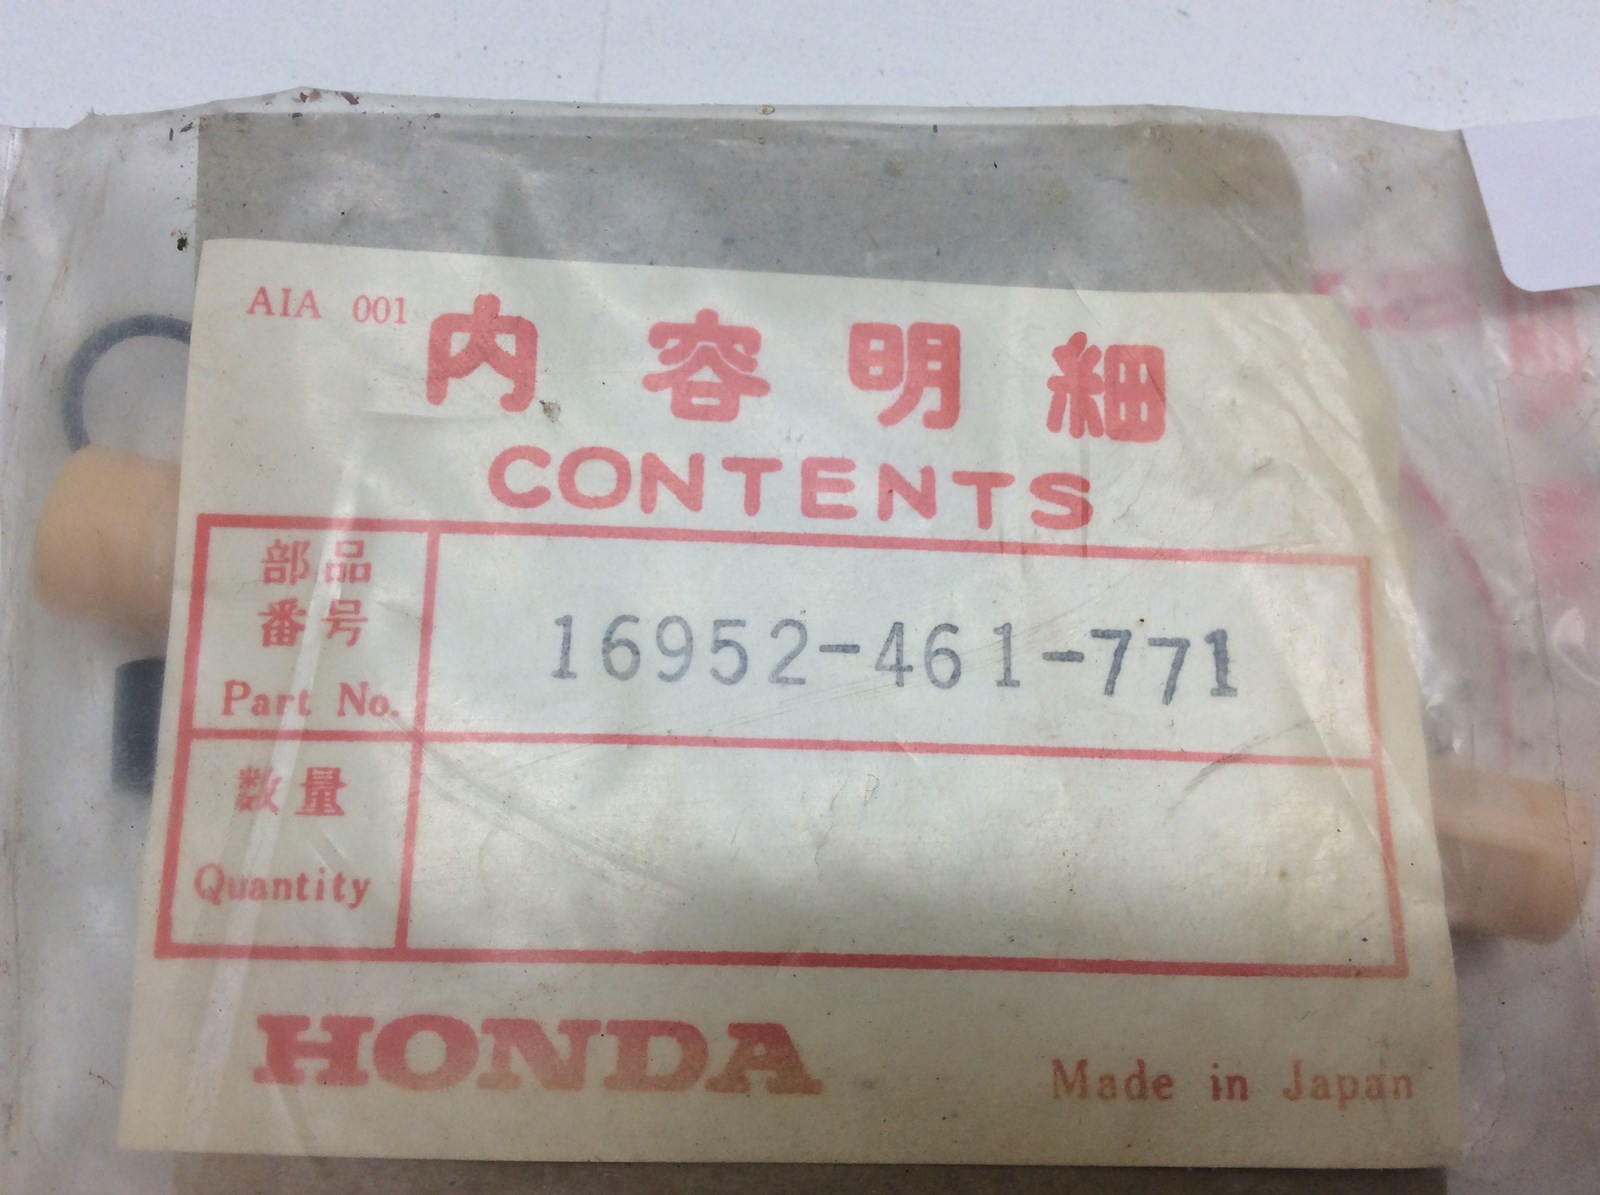 AIA 001
内容明細
CONTENTS
部品
番号
Part No.
16952-461-771
数量
Quantity
HONDA
Made in Japan